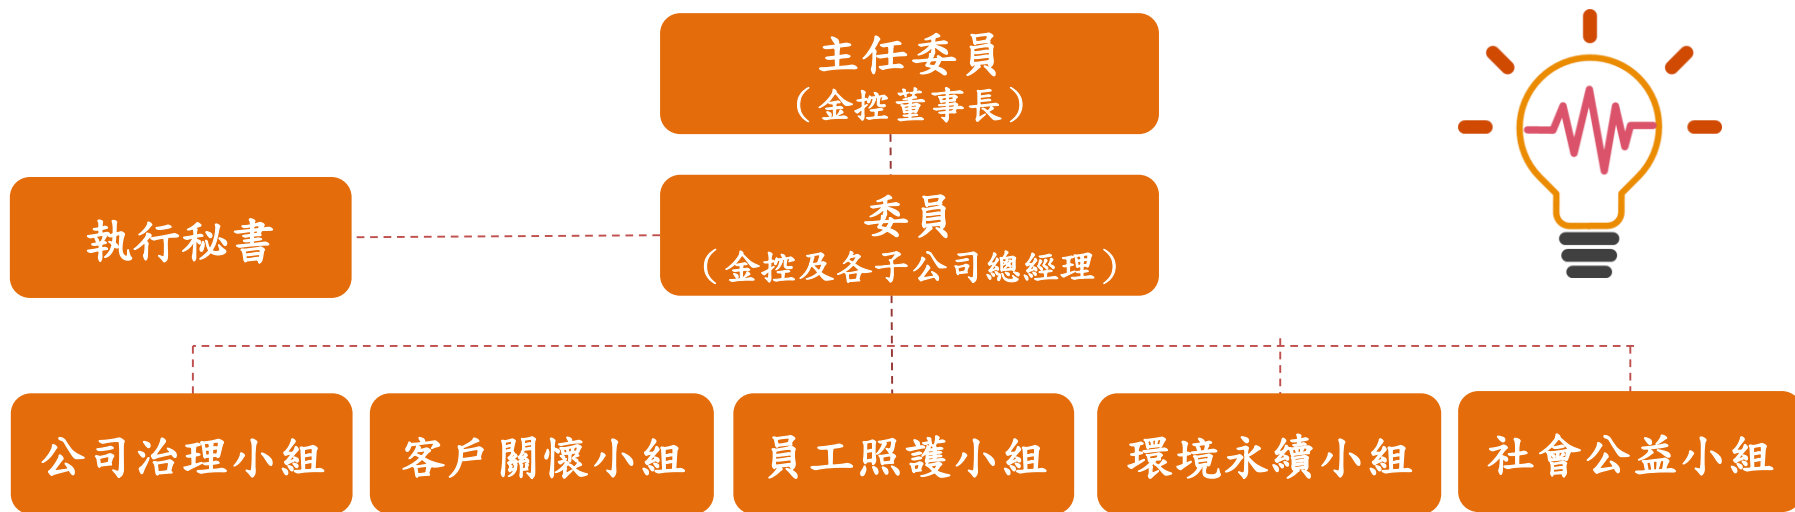 主任委員
（金控董事長）
執行秘書
委員
（金控及各子公司總經理）
公司治理小組
客戶關懷小組
員工照護小組
環境永續小組
社會公益小組